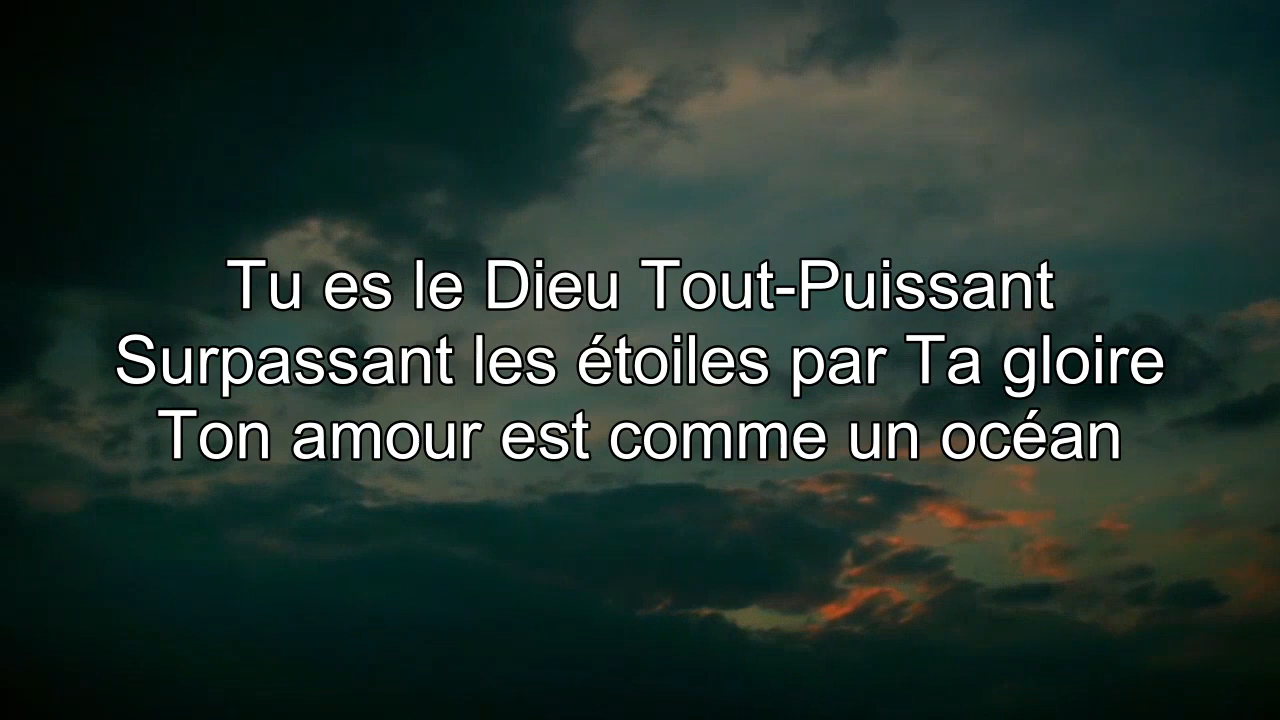 Tu es le Dieu Tout-Puissant
Surpassant les étoiles par Ta gloire
Ton amour est comme un océan